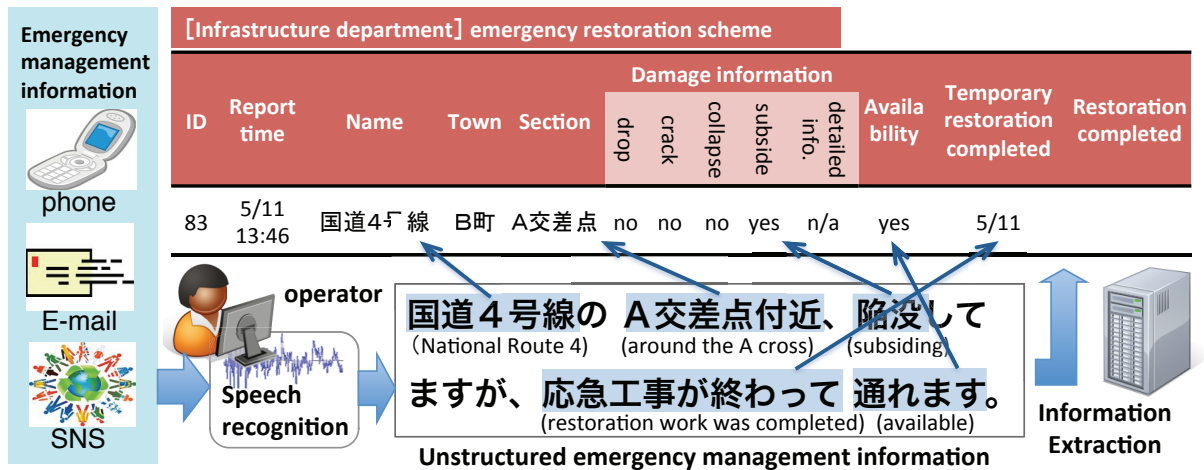 Emergency
management
information
phone
E-mail
SNS
[Infrastructure department] emergency restoration scheme
Damage information
ID
Report
time
Name
Town
Section
drop
crack
collapse
subside
detailed
info.
Availa
bility
Temporary
restoration
completed
Restoration
completed
83
5/11
13:46
国道4号線
B町
A交差点
no
no
no
yes
n/a
yes
5/11
operator
Speech
recognition
国道4号線の A交差点付近、陥没して
(National Route 4) (around the A cross) (subsiding)
ますが、応急工事が終わって 通れます。
(restoration work was completed) (available)
Unstructured emergency management information
Information
Extraction